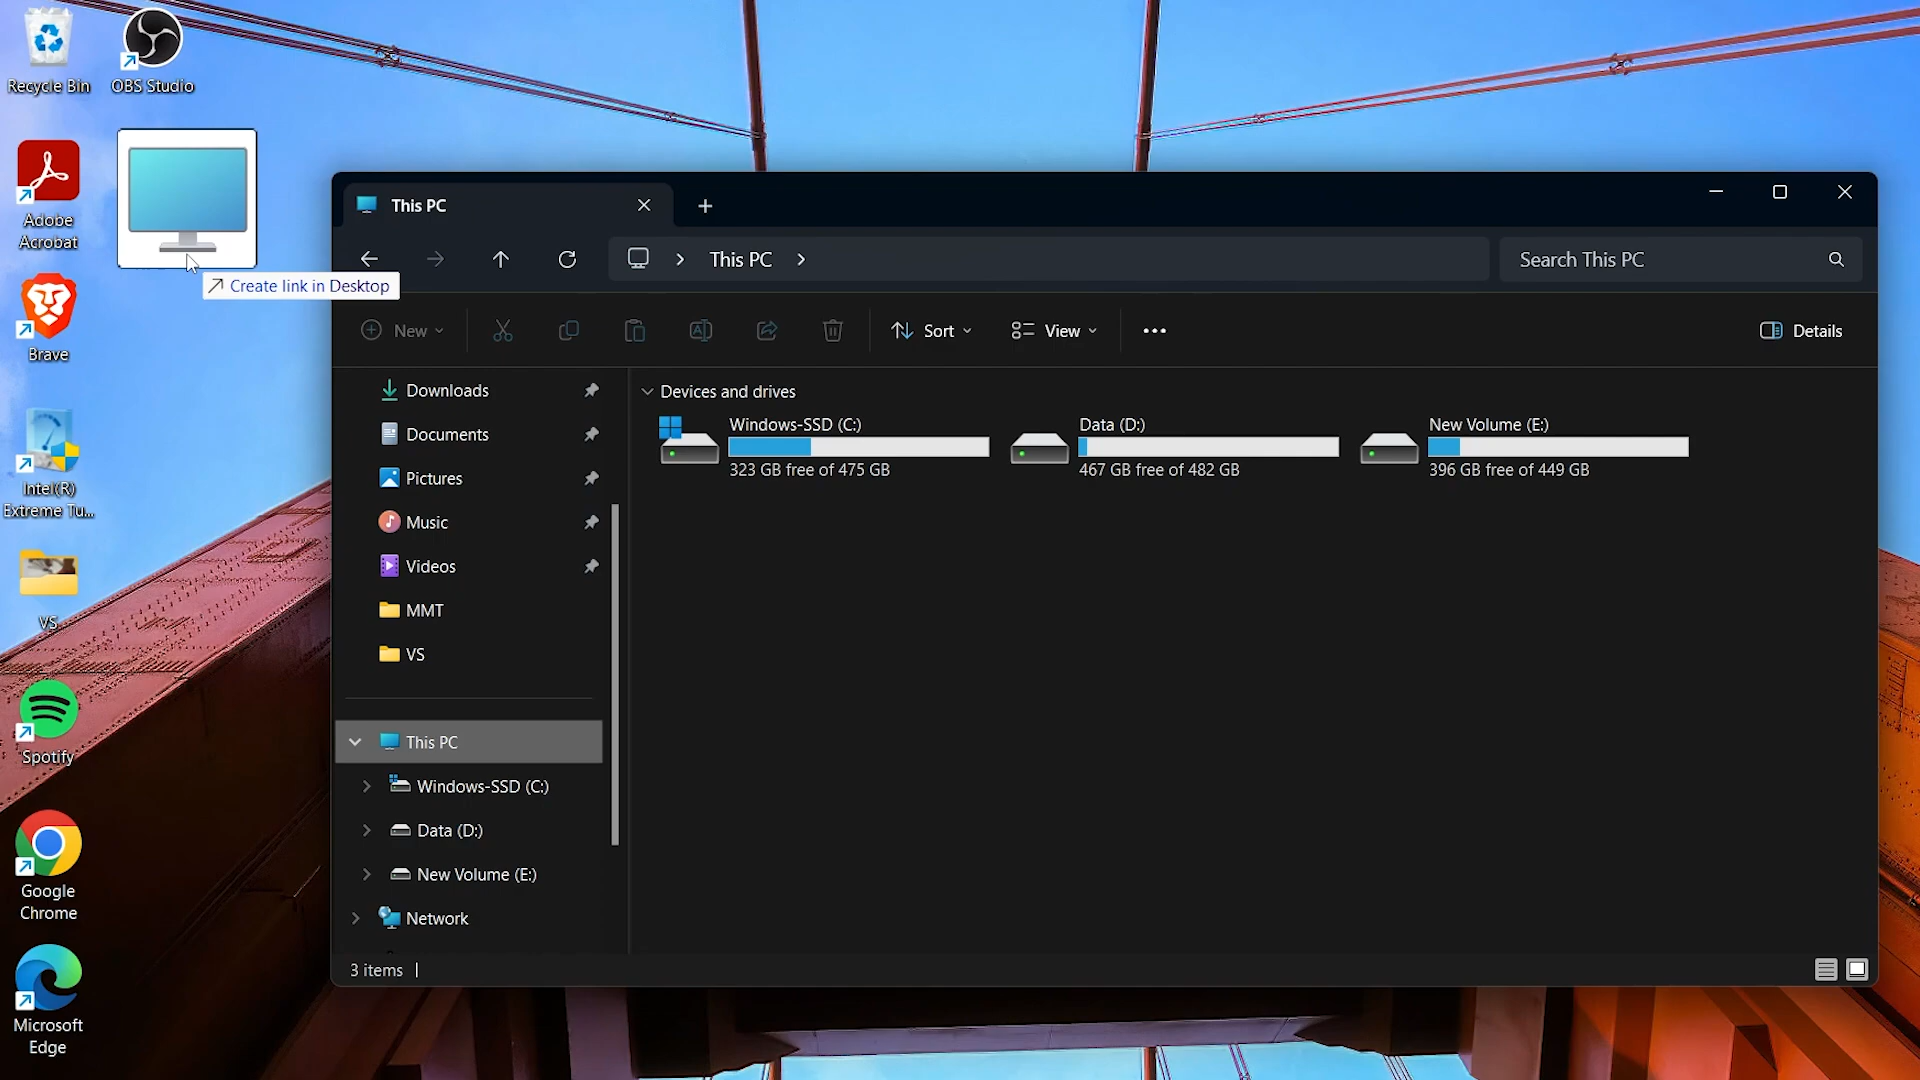 Recycle Bin
OBS Studio
Adobe
Acrobat
Brave
Intel(R)
Extreme Tu...
VS
Spotify
Google
Chrome
Microsoft
Edge
Create link in Desktop
This PC
This PC
Search This PC
New
Sort
View
Details
Downloads
Documents
Pictures
Music
Videos
MMT
VS
This PC
Windows-SSD (C:)
Data (D:)
New Volume (E:)
Network
Devices and drives
Windows-SSD (C:)
323 GB free of 475 GB
Data (D:)
467 GB free of 482 GB
New Volume (E:)
396 GB free of 449 GB
3 items